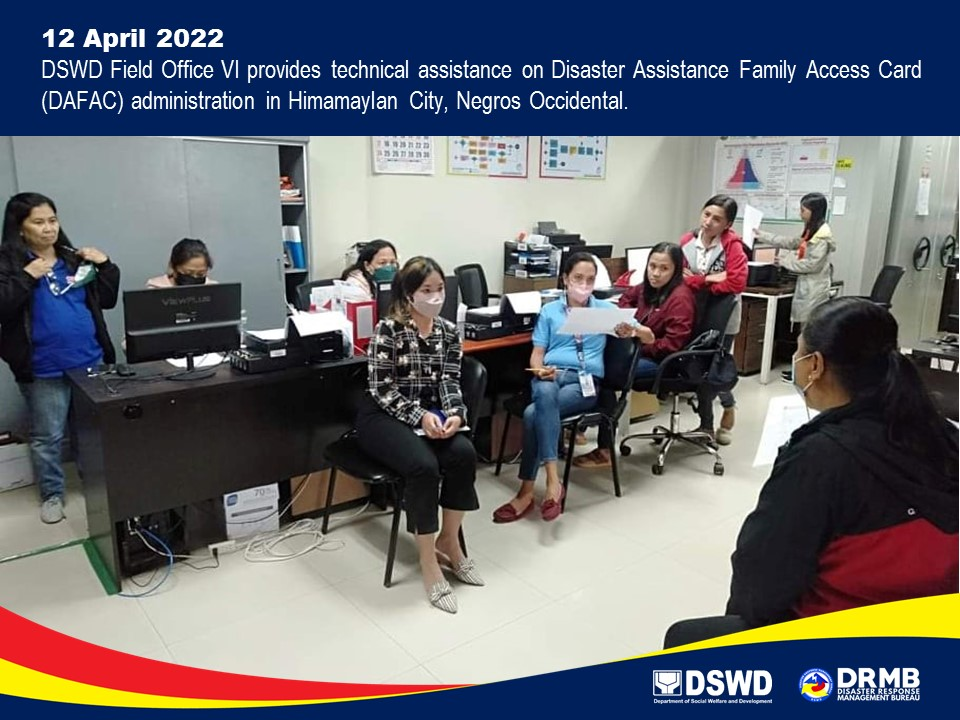 12 April 2022
DSWD Field Office VI provides technical assistance on Disaster Assistance Family Access Card
(DAFAC) administration in Himamaylan City, Negros Occidental.
VIEWPLUS
70
DSWD
Department of Social Welfare and Development
DRMB
DISASTER RESPONSE
MANAGEMENT BUREAU